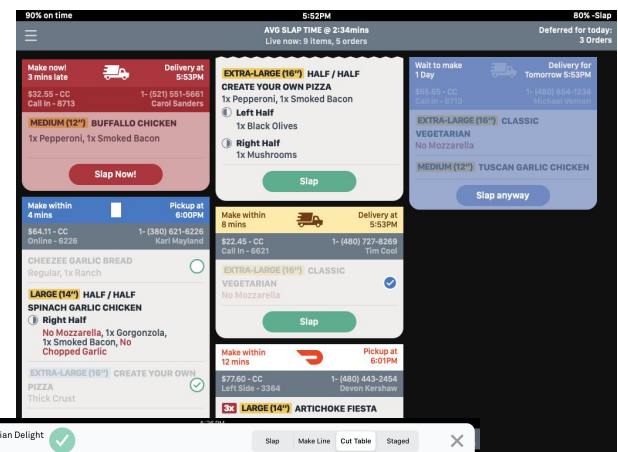 90% on time
5:52PM
80% -Slap
AVG SLAP TIME @ 2:34mins
Live now: 9 items, 5 orders
Deferred for today:
3 Orders
Make now!
3 mins late
Delivery at
5:53PM
$32.55 - CC
Call In - 8713
1- (521) 551-5661
Carol Sanders
MEDIUM (12") BUFFALLO CHICKEN
1x Pepperoni, 1x Smoked Bacon
Slap Now!
Make within
4 mins
Pickup at
6:00PM
$64.11 - CC
Online - 6226
1- (380) 621-6226
Karl Mayland
CHEEZEE GARLIC BREAD
Regular, 1x Ranch
LARGE (14") HALF / HALF
SPINACH GARLIC CHICKEN
Right Half
No Mozzarella, 1x Gorgonzola,
1x Smoked Bacon, No
Chopped Garlic
EXTRA-LARGE (16") CREATE YOUR OWN
PIZZA
Thick Crust
EXTRA-LARGE (16") HALF / HALF
CREATE YOUR OWN PIZZA
1x Pepperoni, 1x Smoked Bacon
Left Half
1x Black Olives
Right Half
1x Mushrooms
Slap
Make within
8 mins
Delivery at
5:53PM
$22.45 - CC
Call In - 6621
1- (480) 727-8269
Tim Cool
EXTRA-LARGE (16") CLASSIC
VEGETARIAN
No Mozzarella
Slap
Make within
12 mins
Pickup at
6:01PM
$77.60 - CC
Left Side - 3364
1- (480) 443-2454
Devon Kershaw
3x LARGE (14") ARTICHOKE FIESTA
Wait to make
1 Day
Delivery for
Tomorrow 5:53PM
$55.65 - CC
Call In - 8713
1- (480) 654-1234
Michael Vernon
EXTRA-LARGE (16") CLASSIC
VEGETARIAN
No Mozzarella
MEDIUM (12") TUSCAN GARLIC CHICKEN
Slap anyway
ian Delight
Slap
Make Line
Cut Table
Staged